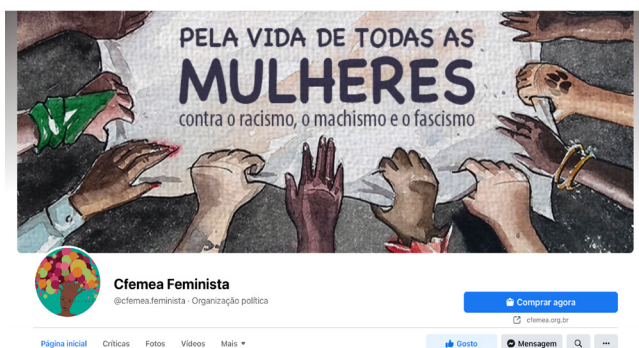 PELA VIDA DE TODAS AS
MULHERES
contra o racismo, o machismo e o fascismo
Cfemea Feminista
@cfemea.feminista · Organização política
Comprar agora
cfemea.org.br
Página inicial Críticas Fotos Vídeos Mais ▼ Gosto Mensagem ...